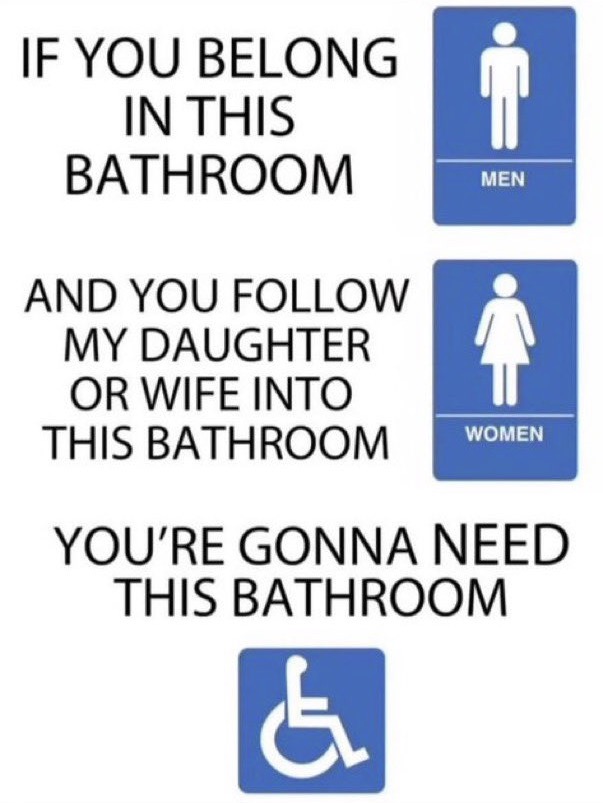 IF YOU BELONG
IN THIS
BATHROOM
MEN
AND YOU FOLLOW
MY DAUGHTER
OR WIFE INTO
THIS BATHROOM
WOMEN
YOU'RE GONNA NEED
THIS BATHROOM